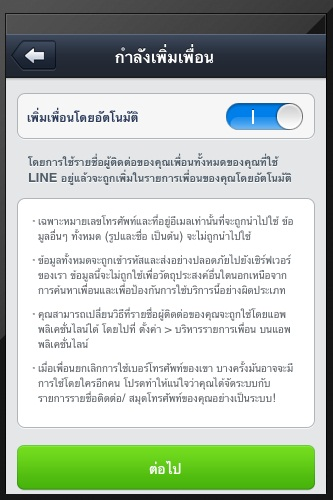 กำลังเพิ่มเพื่อน
เพิ่มเพื่อนโดยอัตโนมัติ
โดยการใช้รายชื่อผู้ติดต่อของคุณเพื่อนทั้งหมดของคุณที่ใช้
LINE อยู่แล้วจะถูกเพิ่มในรายการเพื่อนของคุณโดยอัตโนมัติ
· เฉพาะหมายเลขโทรศัพท์และที่อยู่อีเมลเท่านั้นที่จะถูกนำไปใช้ ข้อ
มูลอื่นๆ ทั้งหมด (รูปและชื่อ เป็นต้น) จะไม่ถูกนำไปใช้
· ข้อมูลทั้งหมดจะถูกเข้ารหัสและส่งอย่างปลอดภัยไปยังเซิร์ฟเวอร์
ของเรา ข้อมูลนี้จะไม่ถูกใช้เพื่อวัตถุประสงค์อื่นใดนอกเหนือจาก
การค้นหาเพื่อนและเพื่อป้องกันการใช้บริการนี้อย่างผิดประเภท
· คุณสามารถเปลี่ยนวิธีที่รายชื่อผู้ติดต่อของคุณจะถูกใช้โดยแอพ
พลิเคชั่นไลน์ได้ โดยไปที่ ตั้งค่า > บริหารรายการเพื่อน บนแอพ
พลิเคชั่นไลน์
· เมื่อเพื่อนยกเลิกการใช้เบอร์โทรศัพท์ของเขา บางครั้งมันอาจจะมี
การใช้โดยใครอีกคน โปรดทำให้แน่ใจว่าคุณได้จัดระบบกับ
รายการรายชื่อติดต่อ/ สมุดโทรศัพท์ของคุณอย่างเป็นระบบ!
ต่อไป